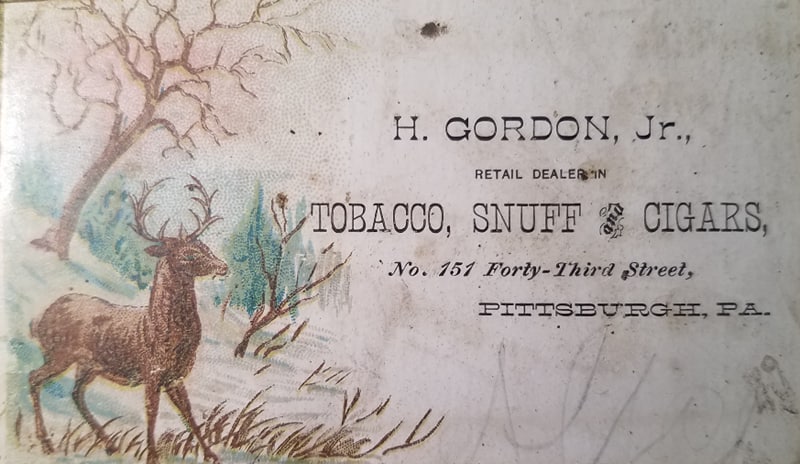 H. GORDON, Jr.,
RETAIL DEALER IN
TOBACCO, SNUFF and CIGARS,
No. 151 Forty-Third Street,
PITTSBURGH, PA.